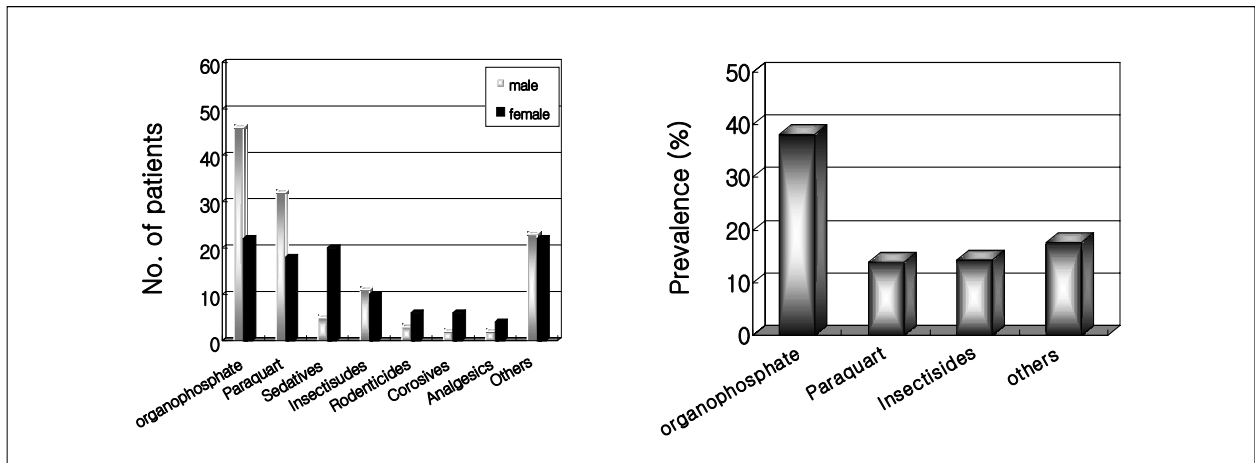 No. of patients
60
50
40
30
20
10
0
male
female
organophosphate
Paraquart
Sedatives
Insectisudes
Rodenticides
Corosives
Analgesics
Others
Prevalence (%)
50
40
30
20
10
0
organophosphate
Paraquart
Insectisides
others